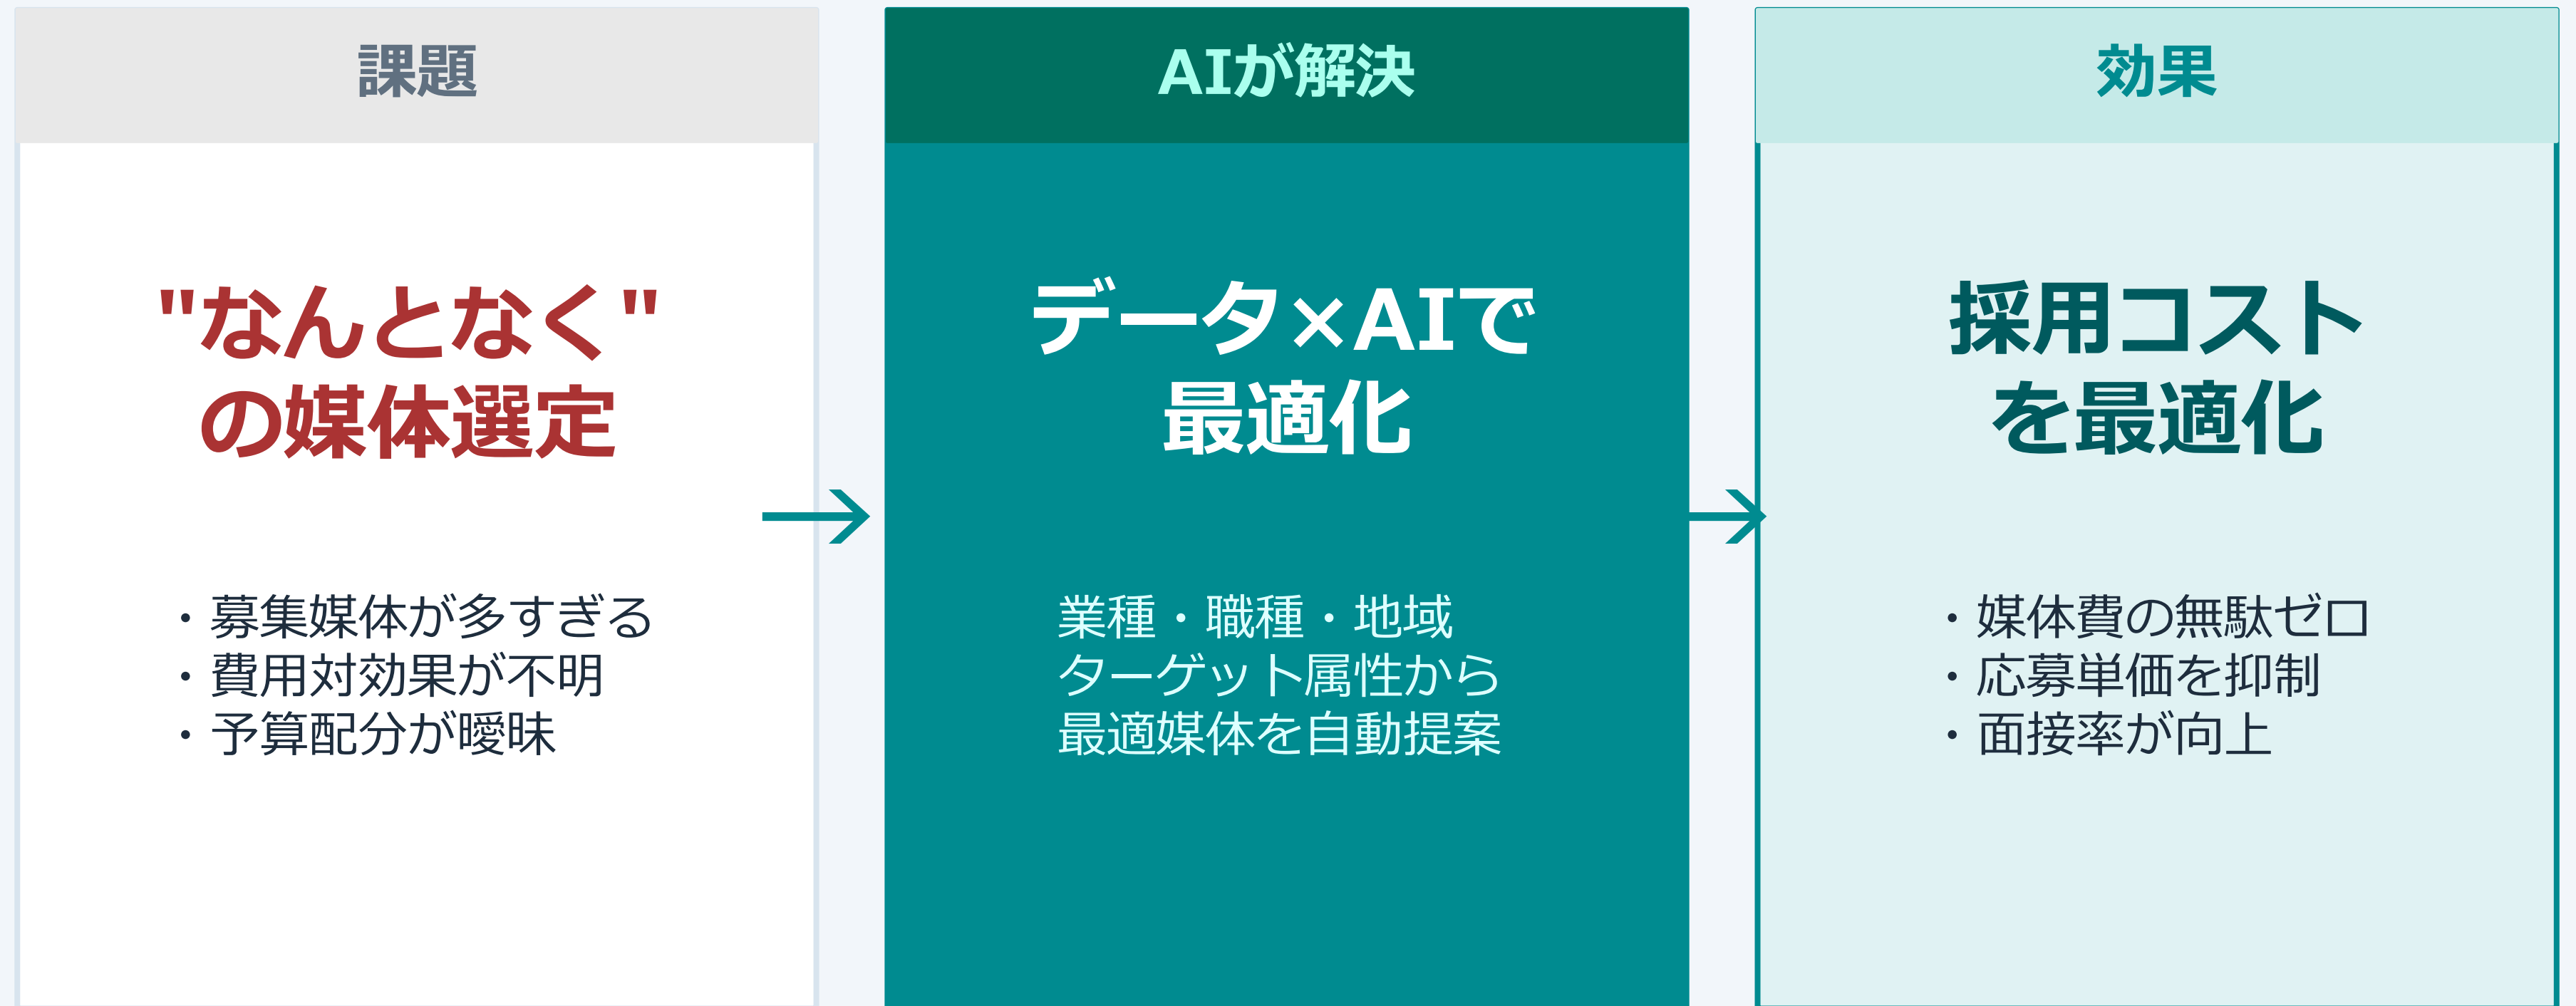 課題
"なんとなく"
の媒体選定
・募集媒体が多すぎる
・費用対効果が不明
・予算配分が曖昧
AIが解決
データ×AIで
最適化
業種・職種・地域
ターゲット属性から
最適媒体を自動提案
効果
採用コスト
を最適化
・媒体費の無駄ゼロ
・応募単価を抑制
・面接率が向上